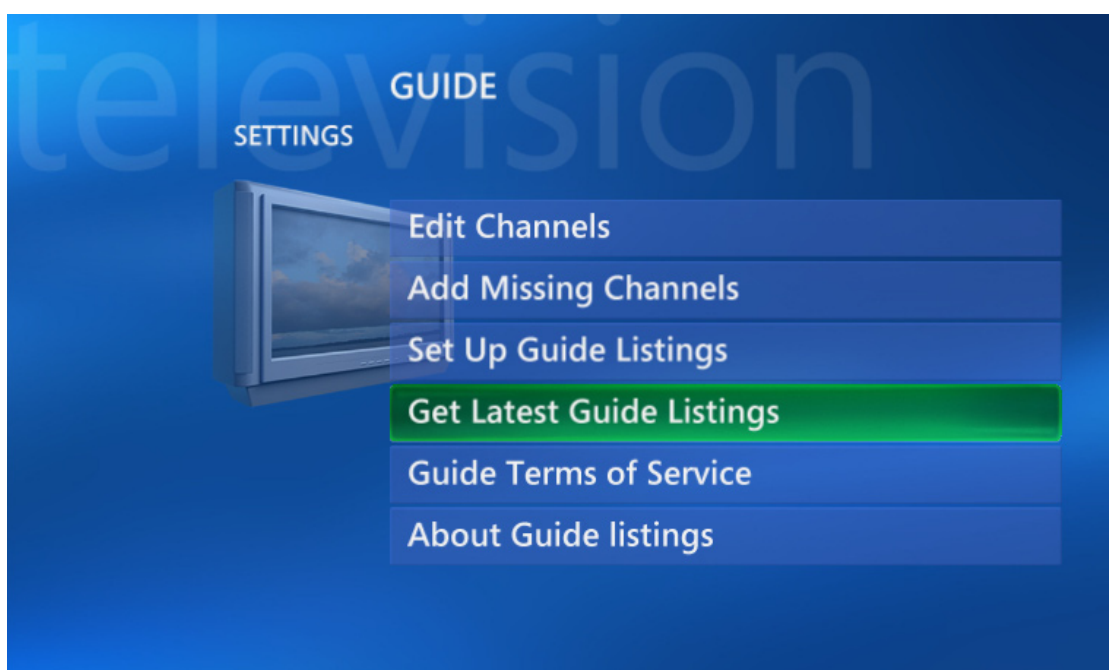 television
GUIDE
SETTINGS
Edit Channels
Add Missing Channels
Set Up Guide Listings
Get Latest Guide Listings
Guide Terms of Service
About Guide listings